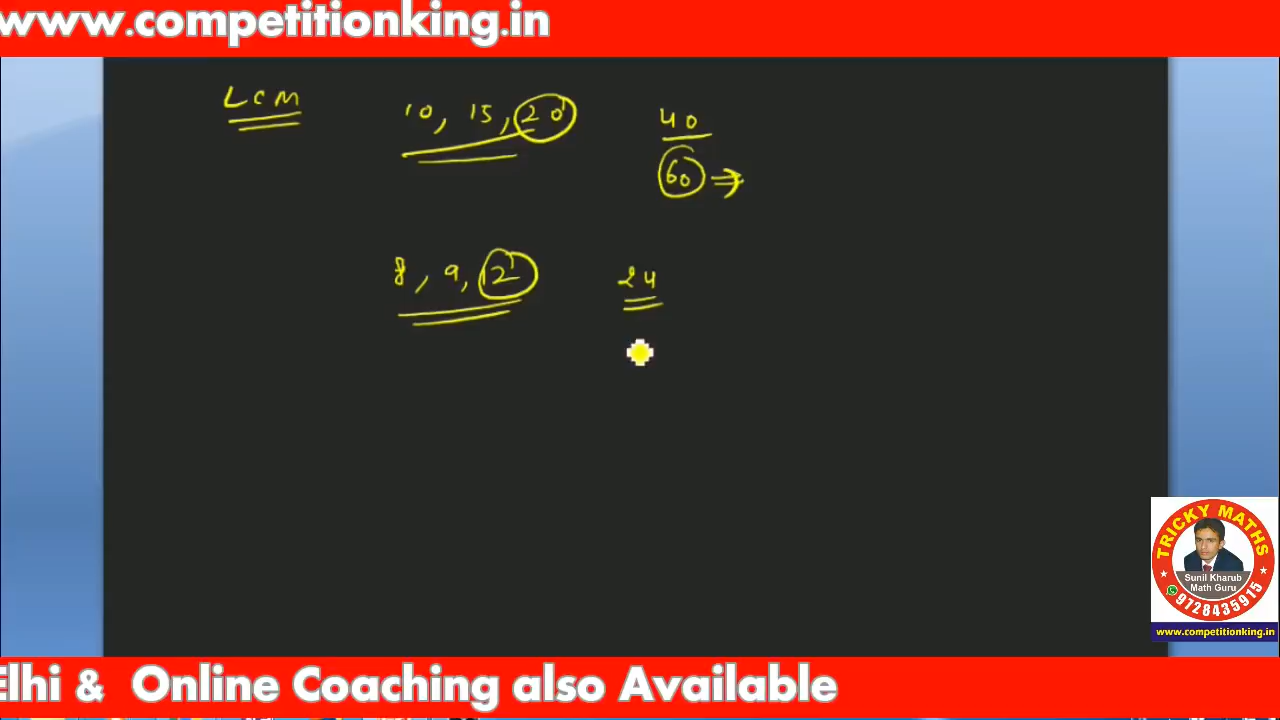 www.competitionking.in
LCM
10, 15, 20
40
60
8, 9, 12
24
TRICKY MATHS
Sunil Kharub
Math Guru
9728435915
www.competitionking.in
Elhi & Online Coaching also Available